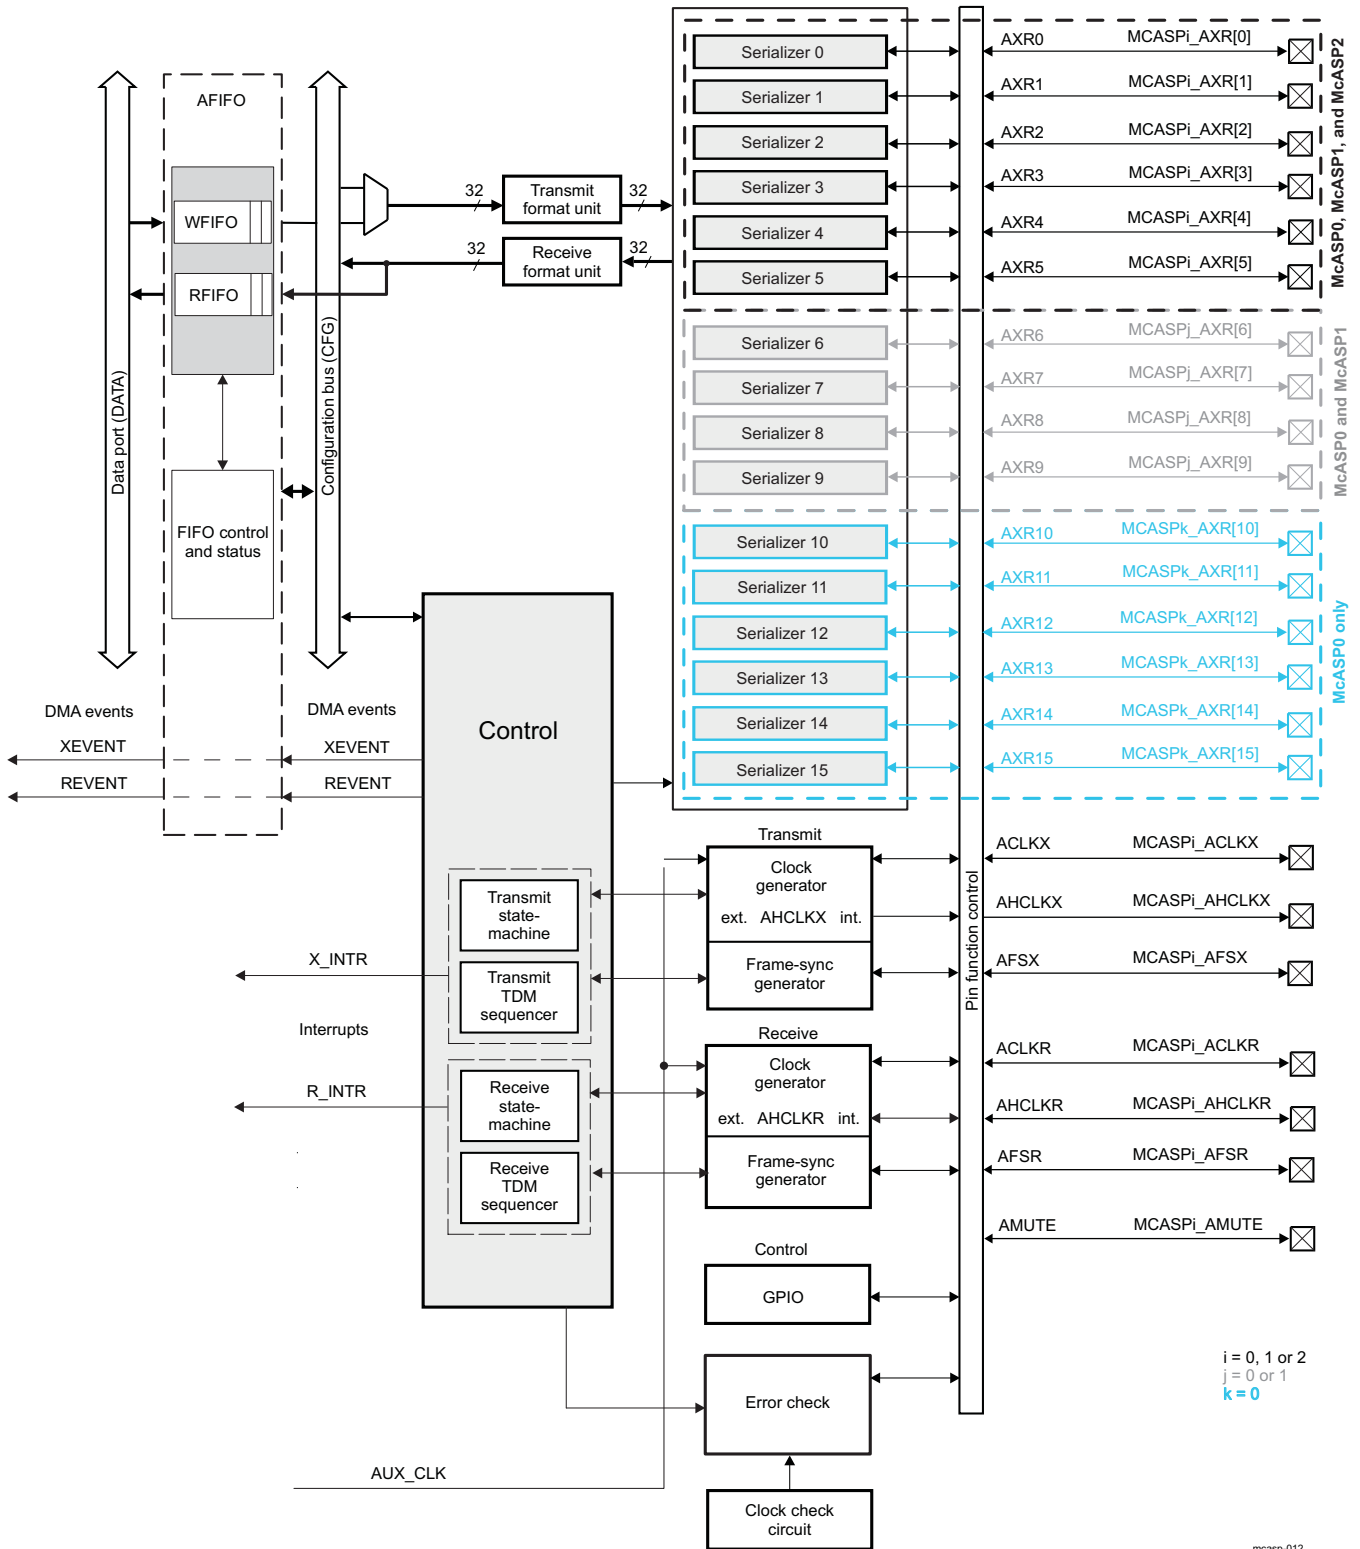 Serializer 0
Serializer 1
Serializer 2
Serializer 3
Serializer 4
Serializer 5
Serializer 6
Serializer 7
Serializer 8
Serializer 9
Serializer 10
Serializer 11
Serializer 12
Serializer 13
Serializer 14
Serializer 15
AXR0 MCASPi_AXR[0]
AXR1 MCASPi_AXR[1]
AXR2 MCASPi_AXR[2]
AXR3 MCASPi_AXR[3]
AXR4 MCASPi_AXR[4]
AXR5 MCASPi_AXR[5]
AXR6 MCASPj_AXR[6]
AXR7 MCASPj_AXR[7]
AXR8 MCASPj_AXR[8]
AXR9 MCASPj_AXR[9]
AXR10 MCASPk_AXR[10]
AXR11 MCASPk_AXR[11]
AXR12 MCASPk_AXR[12]
AXR13 MCASPk_AXR[13]
AXR14 MCASPk_AXR[14]
AXR15 MCASPk_AXR[15]
McASP0, McASP1, and McASP2
McASP0 and McASP1
McASP0 only
AFIFO
WFIFO
RFIFO
Data port (DATA)
Configuration bus (CFG)
FIFO control
and status
32
Transmit
format unit
32
32
Receive
format unit
32
DMA events
XEVENT
REVENT
DMA events
XEVENT
REVENT
Control
Transmit
state-
machine
Transmit
TDM
sequencer
Receive
state-
machine
Receive
TDM
sequencer
X_INTR
Interrupts
R_INTR
Transmit
Clock
generator
ext. AHCLKX int.
Frame-sync
generator
Receive
Clock
generator
ext. AHCLKR int.
Frame-sync
generator
Control
GPIO
Error check
Clock check
circuit
AUX_CLK
Pin function control
ACLKX MCASPi_ACLKX
AHCLKX MCASPi_AHCLKX
AFSX MCASPi_AFSX
ACLKR MCASPi_ACLKR
AHCLKR MCASPi_AHCLKR
AFSR MCASPi_AFSR
AMUTE MCASPi_AMUTE
i = 0, 1 or 2
j = 0 or 1
k = 0
mcasp-012